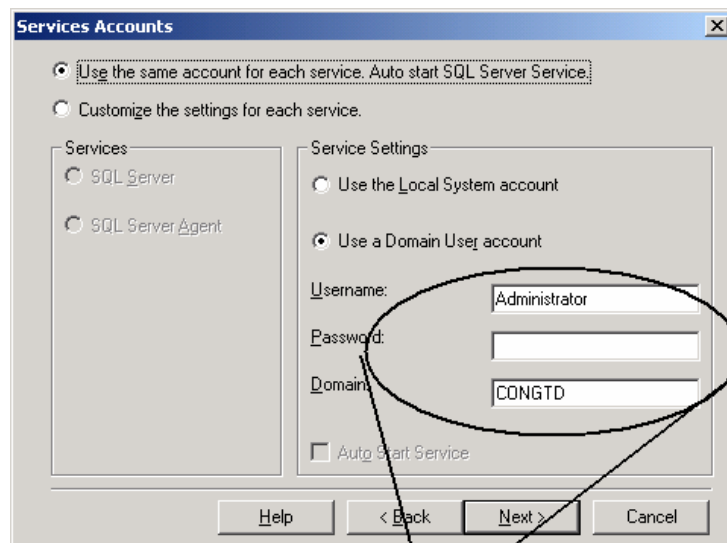 Services Accounts
Use the same account for each service. Auto start SQL Server Service.
Customize the settings for each service.
Services
SQL Server
SQL Server Agent
Service Settings
Use the Local System account
Use a Domain User account
Username:
Administrator
Password:
Domain:
CONGTD
Auto Start Service
Help
< Back
Next >
Cancel